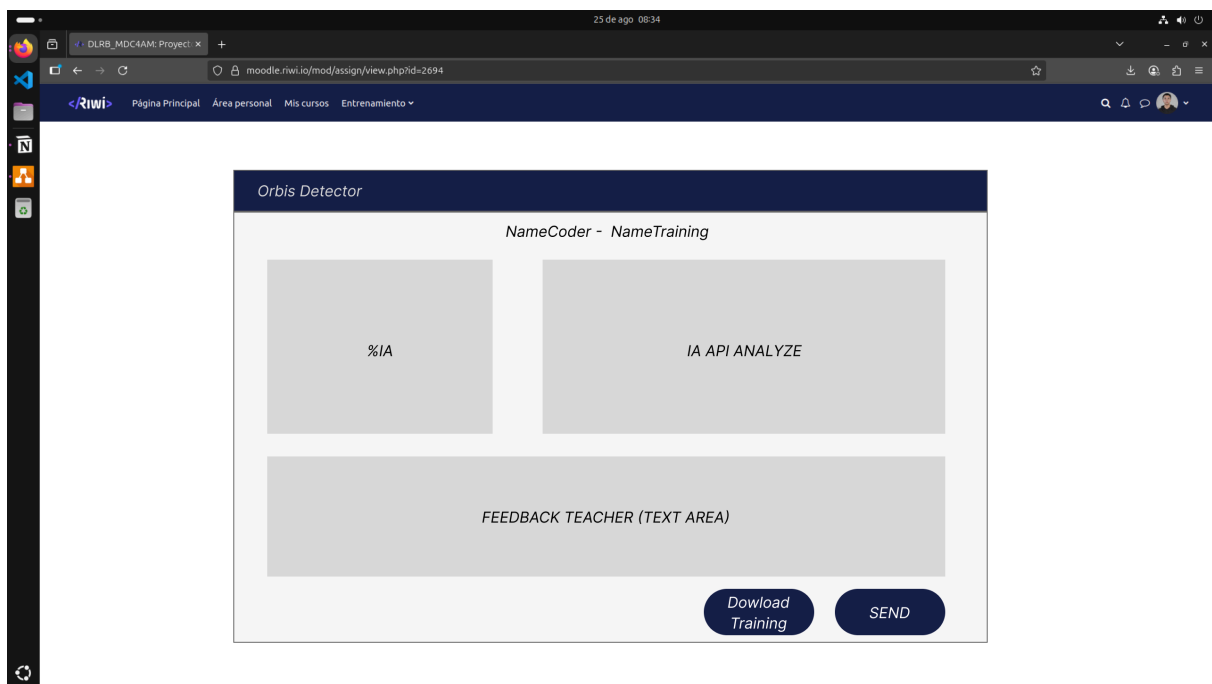 25 de ago 08:34
DLRB_MDC4AM: Proyect
moodle.riwi.io/mod/assign/view.php?id=2694
</Riwi> Página Principal Área personal Mis cursos Entrenamiento
Orbis Detector
NameCoder - NameTraining
%IA
IA API ANALYZE
FEEDBACK TEACHER (TEXT AREA)
Dowload
Training
SEND